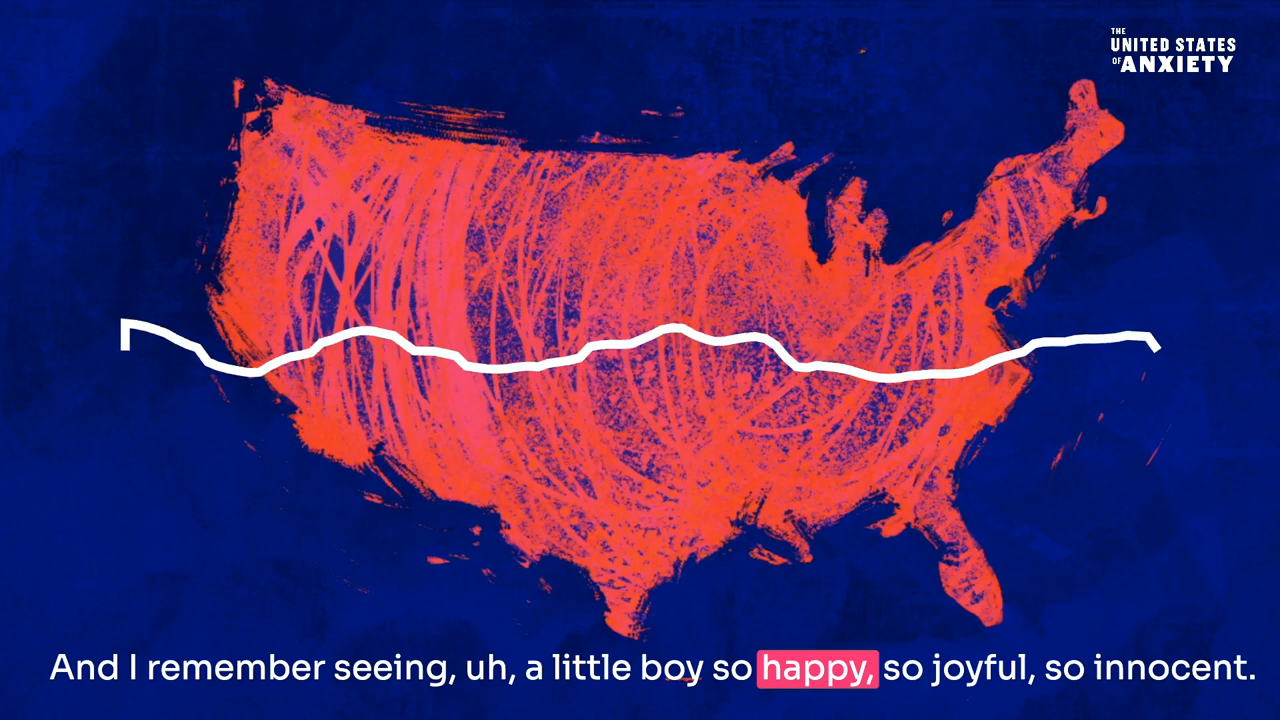 THE
UNITED STATES
OF ANXIETY
And I remember seeing, uh, a little boy so happy, so joyful, so innocent.